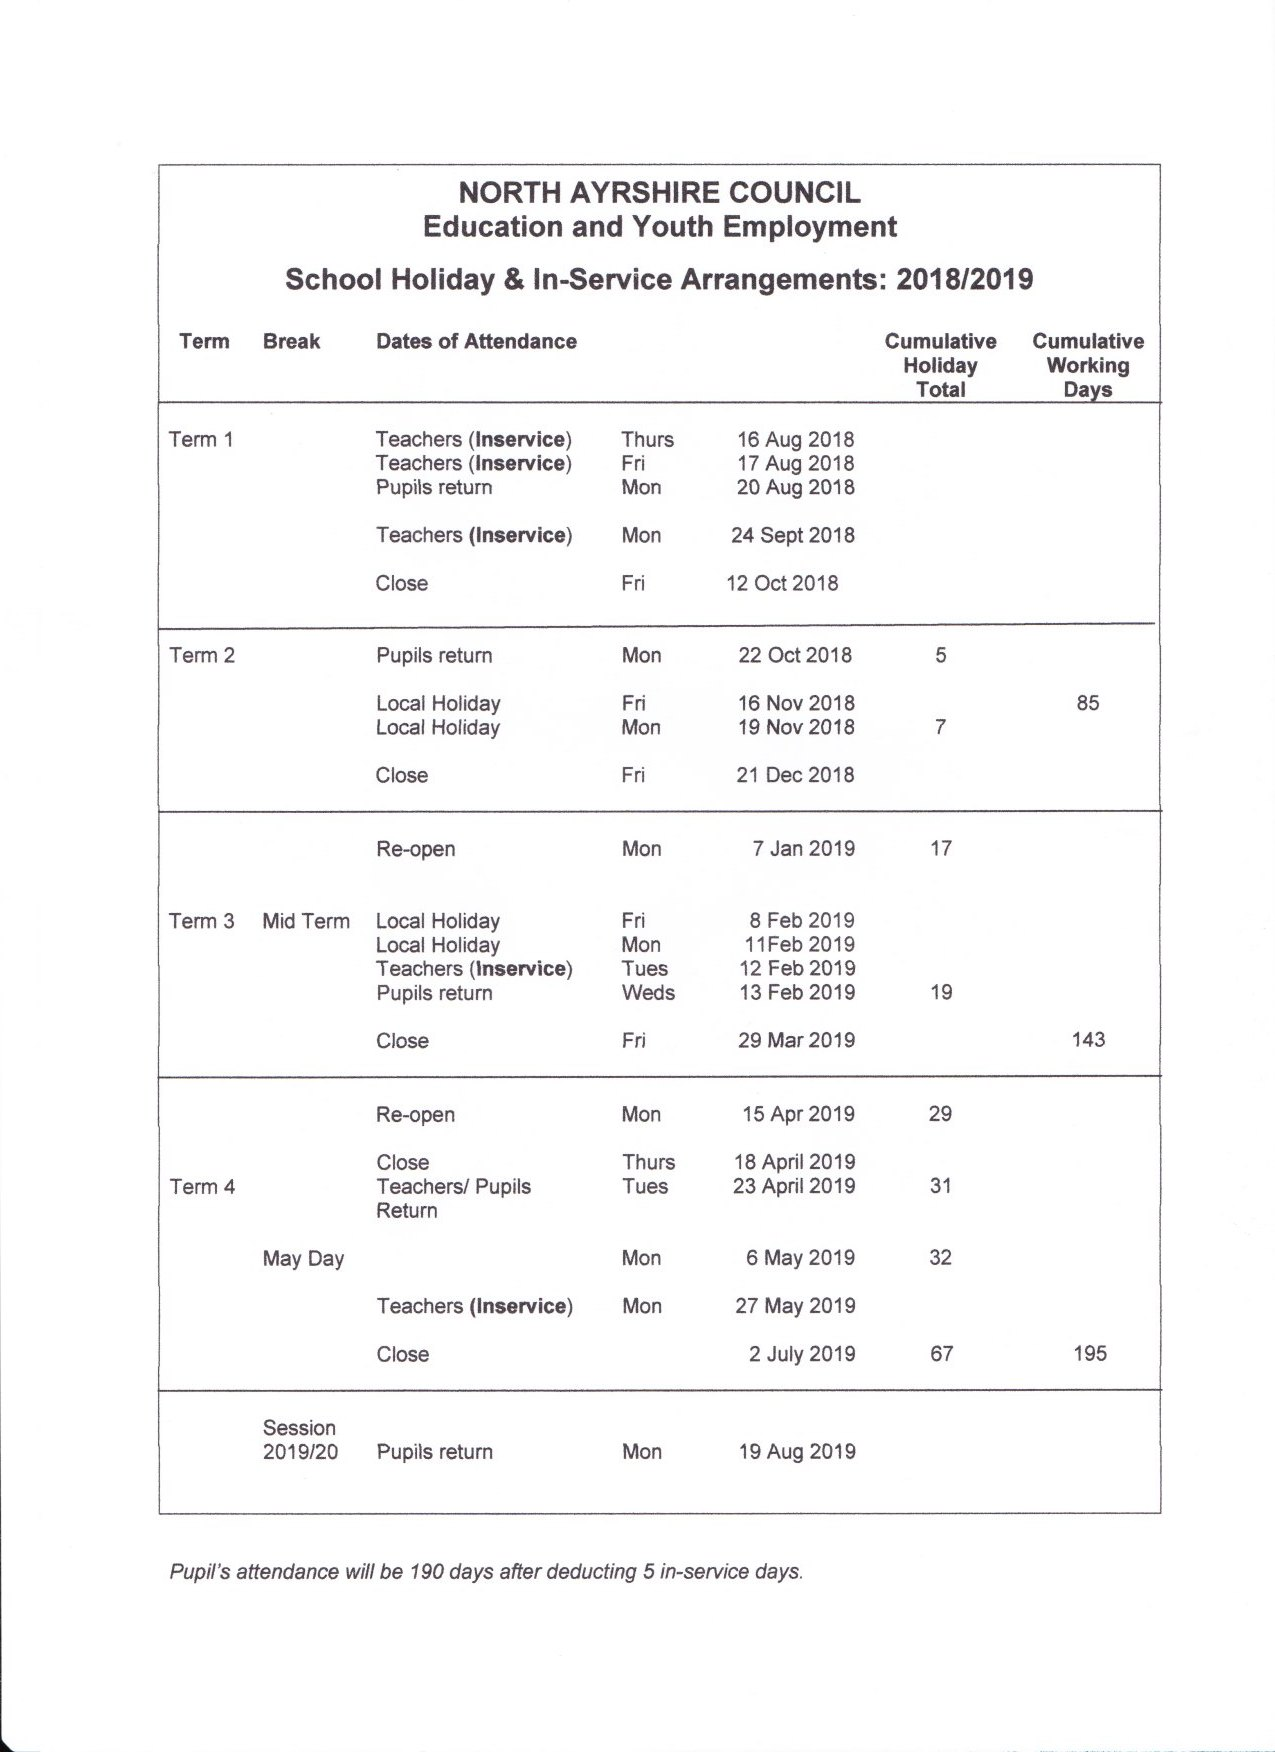 NORTH AYRSHIRE COUNCIL
Education and Youth Employment
School Holiday & In-Service Arrangements: 2018/2019
Term Break Dates of Attendance Cumulative Holiday Total Cumulative Working Days
Term 1 Teachers (Inservice) Thurs 16 Aug 2018
Teachers (Inservice) Fri 17 Aug 2018
Pupils return Mon 20 Aug 2018
Teachers (Inservice) Mon 24 Sept 2018
Close Fri 12 Oct 2018
Term 2 Pupils return Mon 22 Oct 2018 5
Local Holiday Fri 16 Nov 2018 85
Local Holiday Mon 19 Nov 2018 7
Close Fri 21 Dec 2018
Re-open Mon 7 Jan 2019 17
Term 3 Mid Term Local Holiday Fri 8 Feb 2019
Local Holiday Mon 11Feb 2019
Teachers (Inservice) Tues 12 Feb 2019
Pupils return Weds 13 Feb 2019 19
Close Fri 29 Mar 2019 143
Re-open Mon 15 Apr 2019 29
Close Thurs 18 April 2019
Term 4 Teachers/ Pupils Tues 23 April 2019 31
Return
May Day Mon 6 May 2019 32
Teachers (Inservice) Mon 27 May 2019
Close 2 July 2019 67 195
Session
2019/20 Pupils return Mon 19 Aug 2019
Pupil's attendance will be 190 days after deducting 5 in-service days.